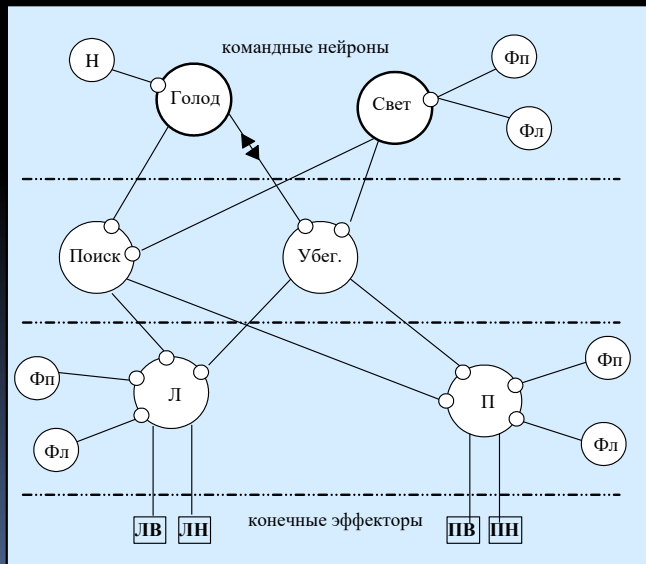 командные нейроны
Н
Голод
Свет
Фп
Фл
Поиск
Убег.
Фп
Фл
Л
П
Фп
Фл
ЛВ
ЛН
конечные эффекторы
ПВ
ПН